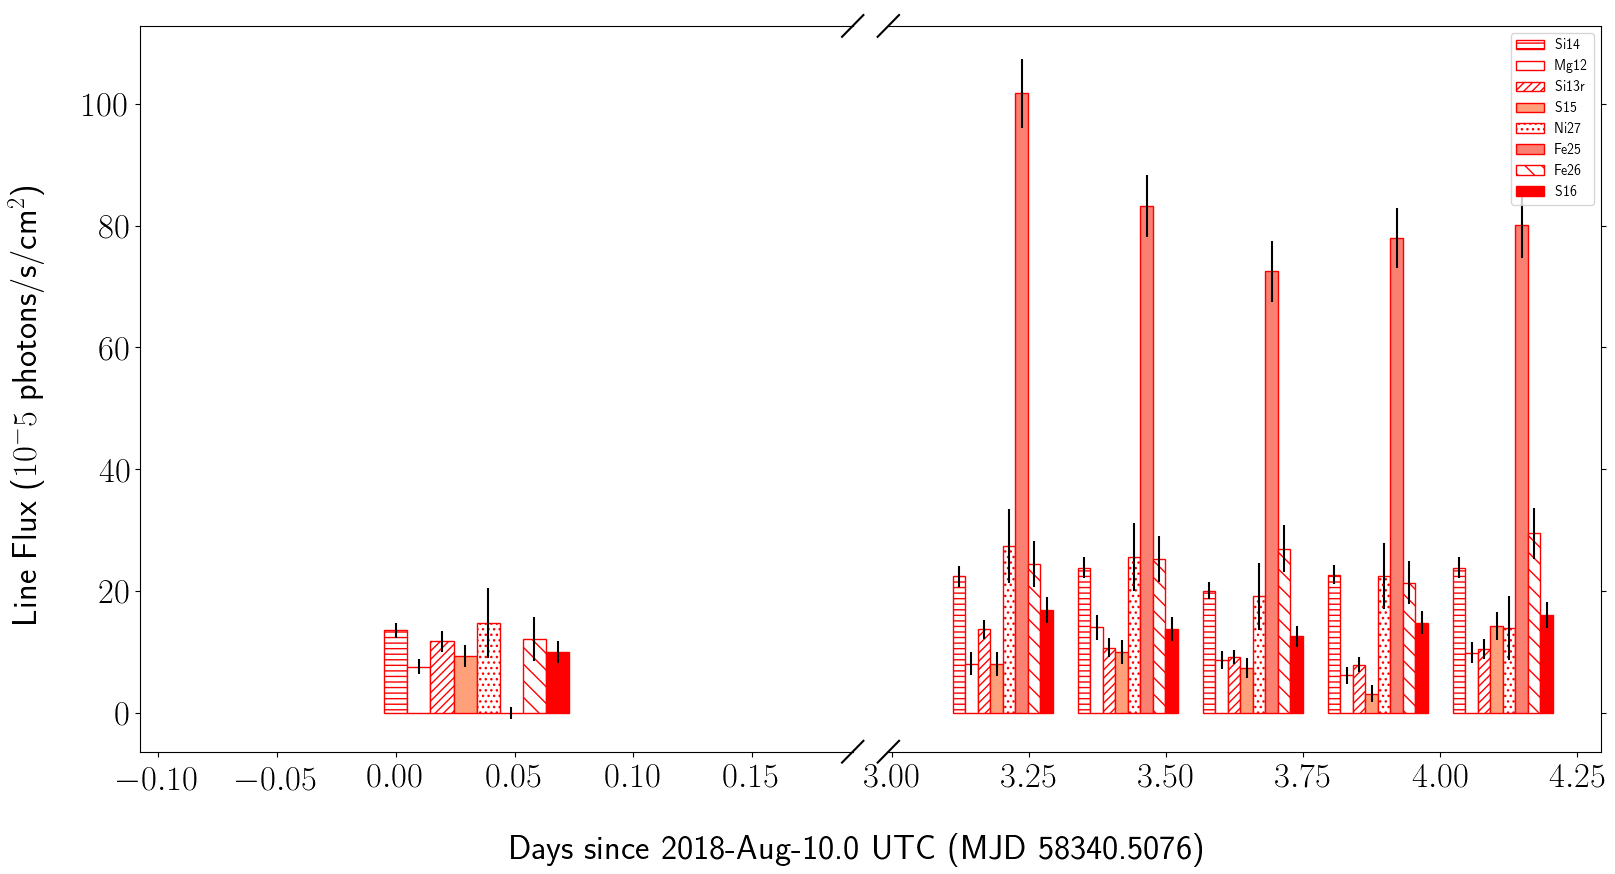 Line Flux (10⁻5 photons/s/cm²)
100
80
60
40
20
0
Si14
Mg12
Si13r
S15
Ni27
Fe25
Fe26
S16
−0.10 −0.05 0.00 0.05 0.10 0.15 3.00 3.25 3.50 3.75 4.00 4.25
Days since 2018-Aug-10.0 UTC (MJD 58340.5076)